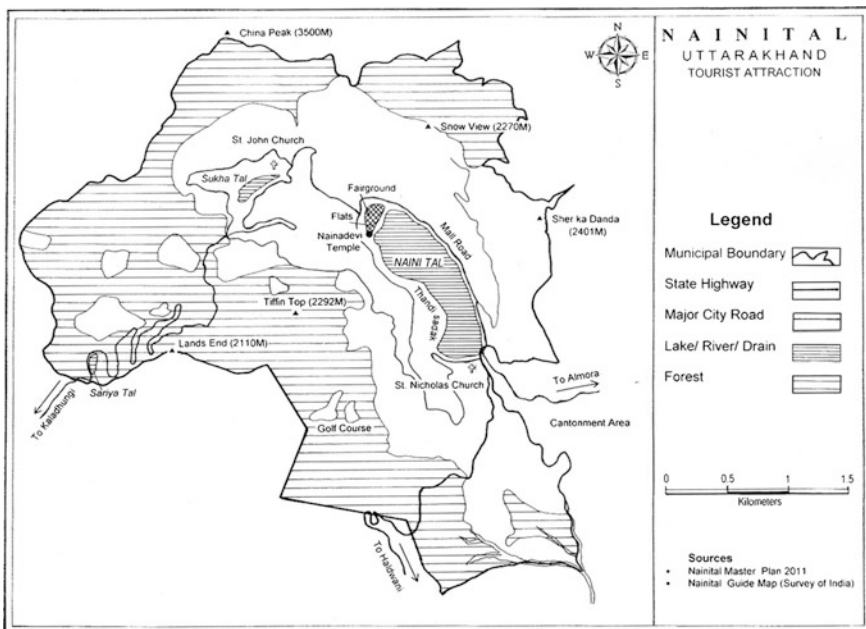 China Peak (3500M)
N
W
E
S
Snow View (2270M)
St. John Church
Sukha Tal
Fairground
Flats
Nainadevi
Temple
NAINI TAL
Mall Road
Thandi
Sadak
Sher ka Danda
(2401M)
Tiffin Top (2292M)
Lands End (2110M)
Sariya Tal
To Kaladhungi
St. Nicholas Church
To Almora
Cantonment Area
Golf Course
To Haldwani
NAINITAL
UTTARAKHAND
TOURIST ATTRACTION
Legend
Municipal Boundary
State Highway
Major City Road
Lake/ River/ Drain
Forest
0 0.5 1 1.5
Kilometers
Sources
• Nainital Master Plan 2011
• Nainital Guide Map (Survey of India)